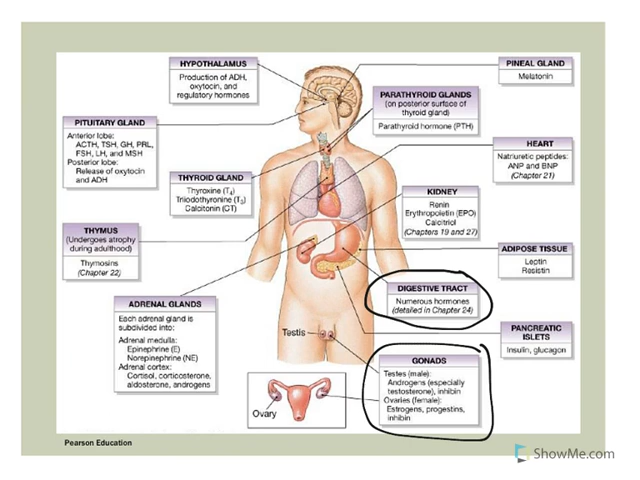 HYPOTHALAMUS
Production of ADH,
oxytocin, and
regulatory hormones
PINEAL GLAND
Melatonin
PARATHYROID GLANDS
(on posterior surface of
thyroid gland)
Parathyroid hormone (PTH)
PITUITARY GLAND
Anterior lobe:
ACTH, TSH, GH, PRL,
FSH, LH, and MSH
Posterior lobe:
Release of oxytocin
and ADH
HEART
Natriuretic peptides:
ANP and BNP
(Chapter 21)
THYROID GLAND
Thyroxine (T4)
Triiodothyronine (T3)
Calcitonin (CT)
KIDNEY
Renin
Erythropoietin (EPO)
Calcitriol
(Chapters 19 and 27)
THYMUS
(Undergoes atrophy
during adulthood)
Thymosins
(Chapter 22)
ADIPOSE TISSUE
Leptin
Resistin
DIGESTIVE TRACT
Numerous hormones
(detailed in Chapter 24)
ADRENAL GLANDS
Each adrenal gland is
subdivided into:
Adrenal medulla:
Epinephrine (E)
Norepinephrine (NE)
Adrenal cortex:
Cortisol, corticosterone,
aldosterone, androgens
PANCREATIC
ISLETS
Insulin, glucagon
Testis
GONADS
Testes (male):
Androgens (especially
testosterone), inhibin
Ovaries (female):
Estrogens, progestins,
inhibin
Ovary
Pearson Education
ShowMe.com